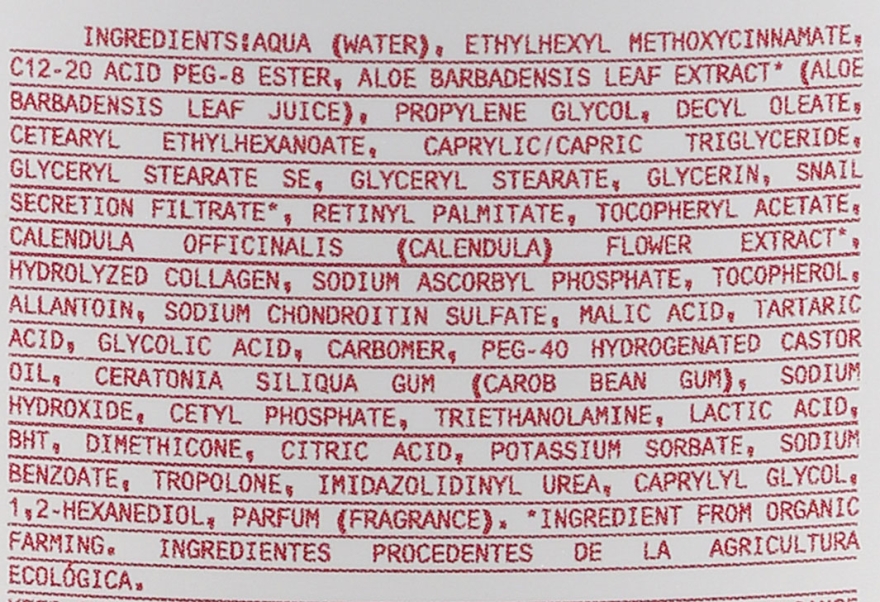 INGREDIENTS:AQUA (WATER), ETHYLHEXYL METHOXYCINNAMATE,
C12-20 ACID PEG-8 ESTER, ALOE BARBADENSIS LEAF EXTRACT* (ALOE
BARBADENSIS LEAF JUICE), PROPYLENE GLYCOL, DECYL OLEATE,
CETEARYL ETHYLHEXANOATE, CAPRYLIC/CAPRIC TRIGLYCERIDE,
GLYCERYL STEARATE SE, GLYCERYL STEARATE, GLYCERIN, SNAIL
SECRETION FILTRATE*, RETINYL PALMITATE, TOCOPHERYL ACETATE,
CALENDULA OFFICINALIS (CALENDULA) FLOWER EXTRACT*,
HYDROLYZED COLLAGEN, SODIUM ASCORBYL PHOSPHATE, TOCOPHEROL,
ALLANTOIN, SODIUM CHONDROITIN SULFATE, MALIC ACID, TARTARIC
ACID, GLYCOLIC ACID, CARBOMER, PEG-40 HYDROGENATED CASTOR
OIL, CERATONIA SILIQUA GUM (CAROB BEAN GUM), SODIUM
HYDROXIDE, CETYL PHOSPHATE, TRIETHANOLAMINE, LACTIC ACID,
BHT, DIMETHICONE, CITRIC ACID, POTASSIUM SORBATE, SODIUM
BENZOATE, TROPOLONE, IMIDAZOLIDINYL UREA, CAPRYLYL GLYCOL,
1,2-HEXANEDIOL, PARFUM (FRAGRANCE). *INGREDIENT FROM ORGANIC
FARMING. INGREDIENTES PROCEDENTES DE LA AGRICULTURA
ECOLÓGICA.